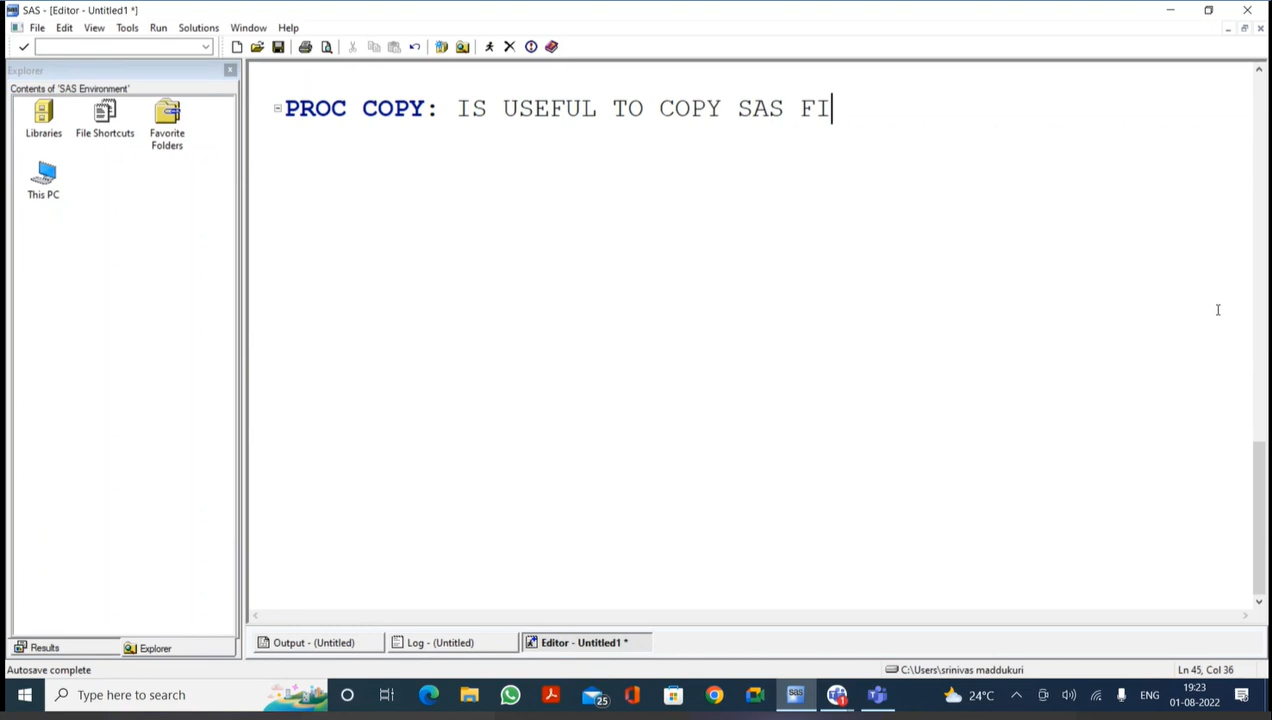 SAS - [Editor - Untitled1 *]
File Edit View Tools Run Solutions Window Help
Explorer
Contents of 'SAS Environment'
Libraries File Shortcuts Favorite Folders
This PC
PROC COPY: IS USEFUL TO COPY SAS FI
Results Explorer
Output - (Untitled) Log - (Untitled) Editor - Untitled1 *
Autosave complete C:\Users\srinivas maddukuri Ln 45, Col 36
Type here to search 25 sas 1 24°C ENG 19:23
01-08-2022